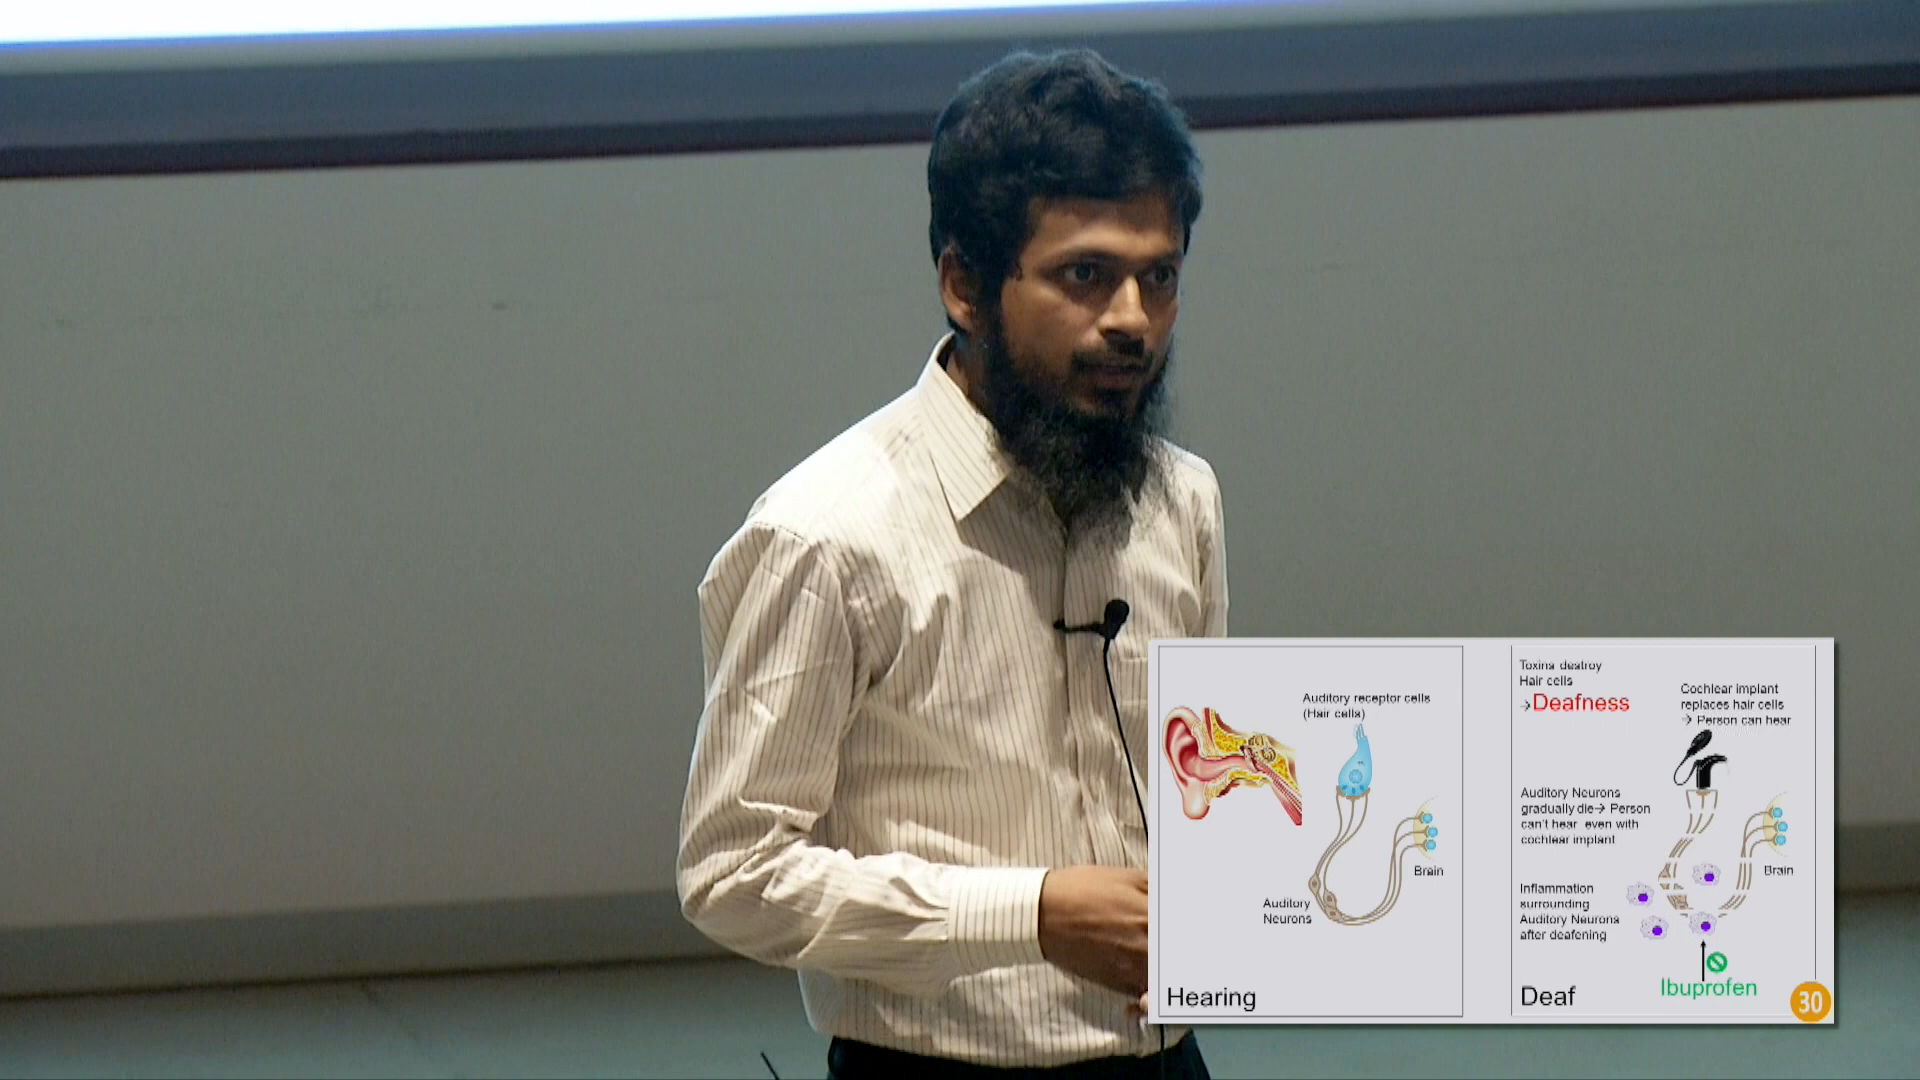 Auditory receptor cells
(Hair cells)
Brain
Auditory
Neurons
Hearing
Toxins destroy
Hair cells
→Deafness
Cochlear implant
replaces hair cells
→ Person can hear
Auditory Neurons
gradually die→ Person
can't hear even with
cochlear implant
Brain
Inflammation
surrounding
Auditory Neurons
after deafening
Ibuprofen
Deaf
30